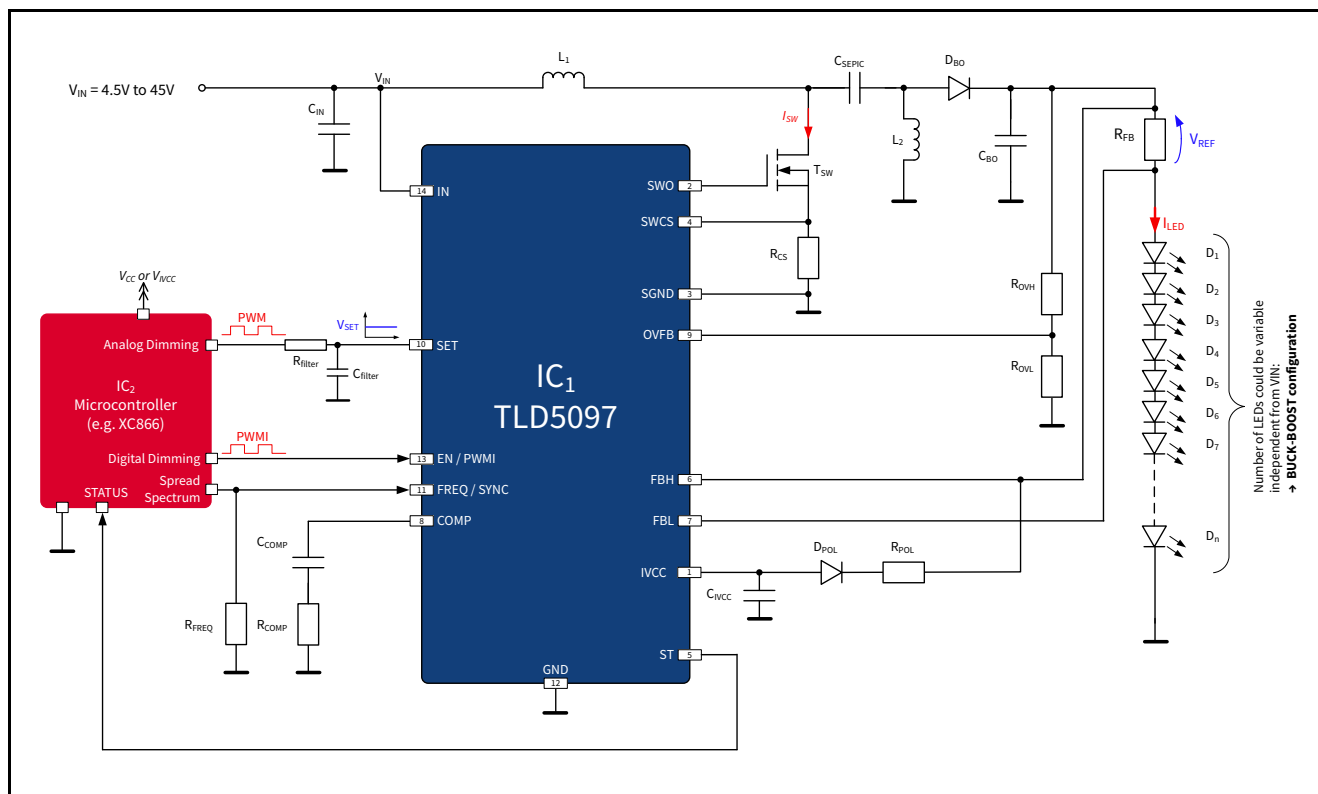 L1
CSEPIC
DBO
VIN = 4.5V to 45V
VIN
CIN
ISW
L2
CBO
RFB
VREF
TSW
14
IN
SWO
2
SWCS
4
ILED
RCS
D1
VCC or VIVCC
ROVH
D2
SGND
3
D3
PWM
VSET
OVFB
9
Analog Dimming
10
SET
D4
Rfilter
Cfilter
ROVL
D5
IC2
Microcontroller
(e.g. XC866)
IC1
TLD5097
D6
PWMI
D7
Digital Dimming
13
EN / PWMI
Spread
Spectrum
STATUS
11
FREQ / SYNC
FBH
6
8
COMP
FBL
7
Dn
CCOMP
DPOL
RPOL
IVCC
1
CIVCC
RFREQ
RCOMP
ST
5
GND
12
Number of LEDs could be variable
independent from VIN:
→ BUCK-BOOST configuration